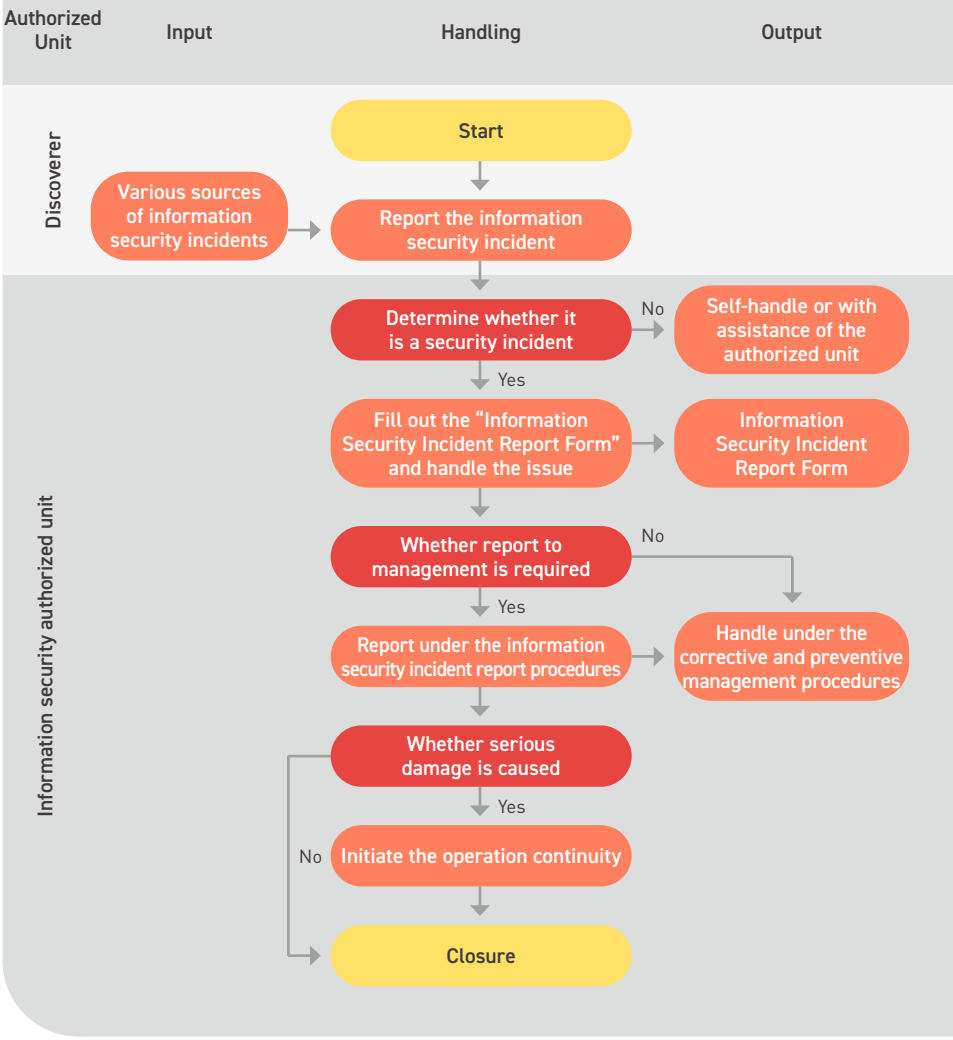 Authorized
Unit
Input
Handling
Output
Discoverer
Start
Various sources
of information
security incidents
Report the information
security incident
Information security authorized unit
Determine whether it
is a security incident
No
Self-handle or with
assistance of the
authorized unit
Yes
Fill out the “Information
Security Incident Report Form”
and handle the issue
Information
Security Incident
Report Form
Whether report to
management is required
No
Yes
Report under the information
security incident report procedures
Handle under the
corrective and preventive
management procedures
Whether serious
damage is caused
Yes
No
Initiate the operation continuity
Closure